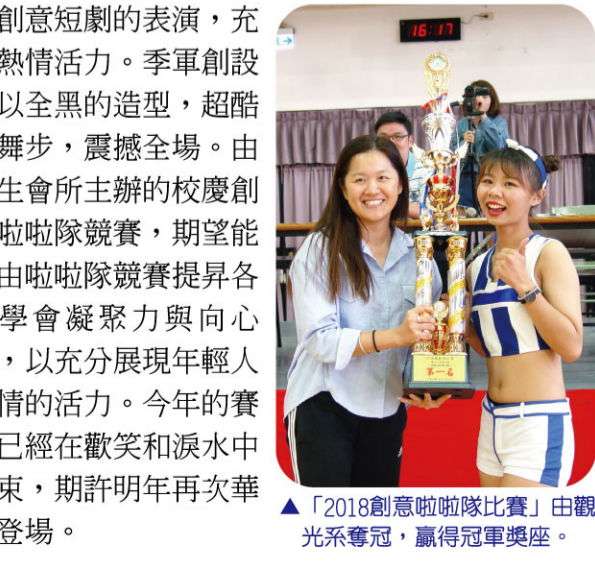 創意短劇的表演，充
熱情活力。季軍創設
以全黑的造型，超酷
舞步，震撼全場。由
生會所主辦的校慶創
啦啦隊競賽，期望能
由啦啦隊競賽提昇各
學會凝聚力與向心
，以充分展現年輕人
情的活力。今年的賽
已經在歡笑和淚水中
束，期許明年再次華
登場。
16:17
第一名
▲「2018創意啦啦隊比賽」由觀
光系奪冠，贏得冠軍獎座。